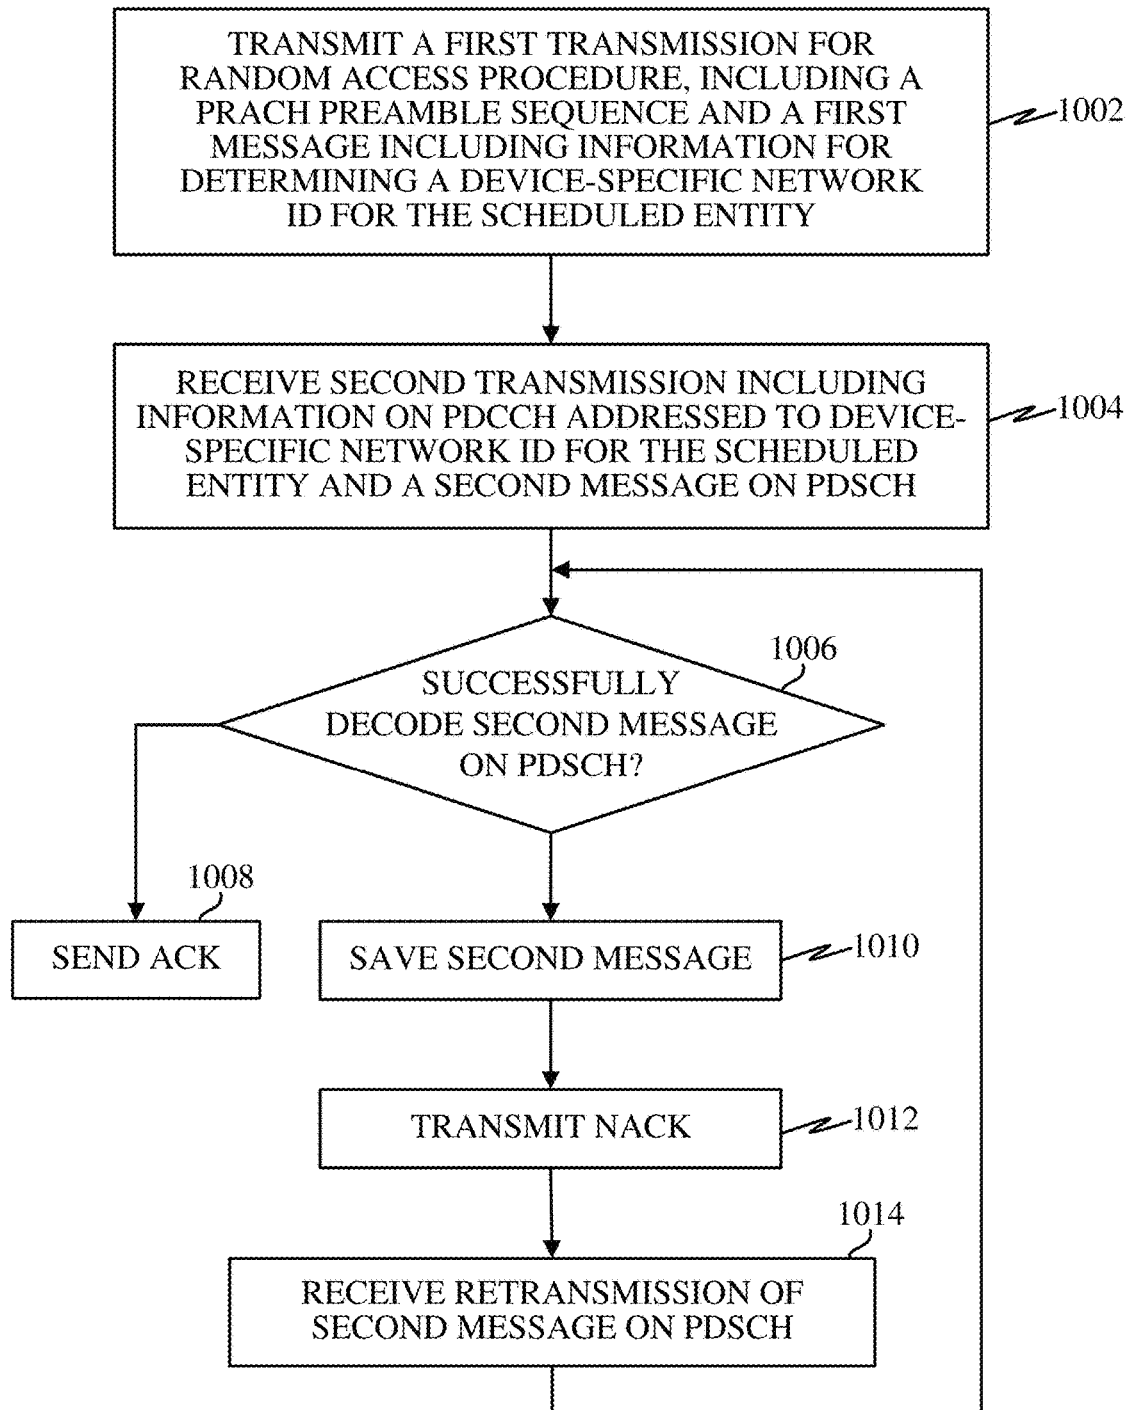 TRANSMIT A FIRST TRANSMISSION FOR
RANDOM ACCESS PROCEDURE, INCLUDING A
PRACH PREAMBLE SEQUENCE AND A FIRST
MESSAGE INCLUDING INFORMATION FOR
DETERMINING A DEVICE-SPECIFIC NETWORK
ID FOR THE SCHEDULED ENTITY
1002
RECEIVE SECOND TRANSMISSION INCLUDING
INFORMATION ON PDCCH ADDRESSED TO DEVICE-
SPECIFIC NETWORK ID FOR THE SCHEDULED
ENTITY AND A SECOND MESSAGE ON PDSCH
1004
1006
SUCCESSFULLY
DECODE SECOND MESSAGE
ON PDSCH?
1008
SEND ACK
SAVE SECOND MESSAGE
1010
TRANSMIT NACK
1012
1014
RECEIVE RETRANSMISSION OF
SECOND MESSAGE ON PDSCH